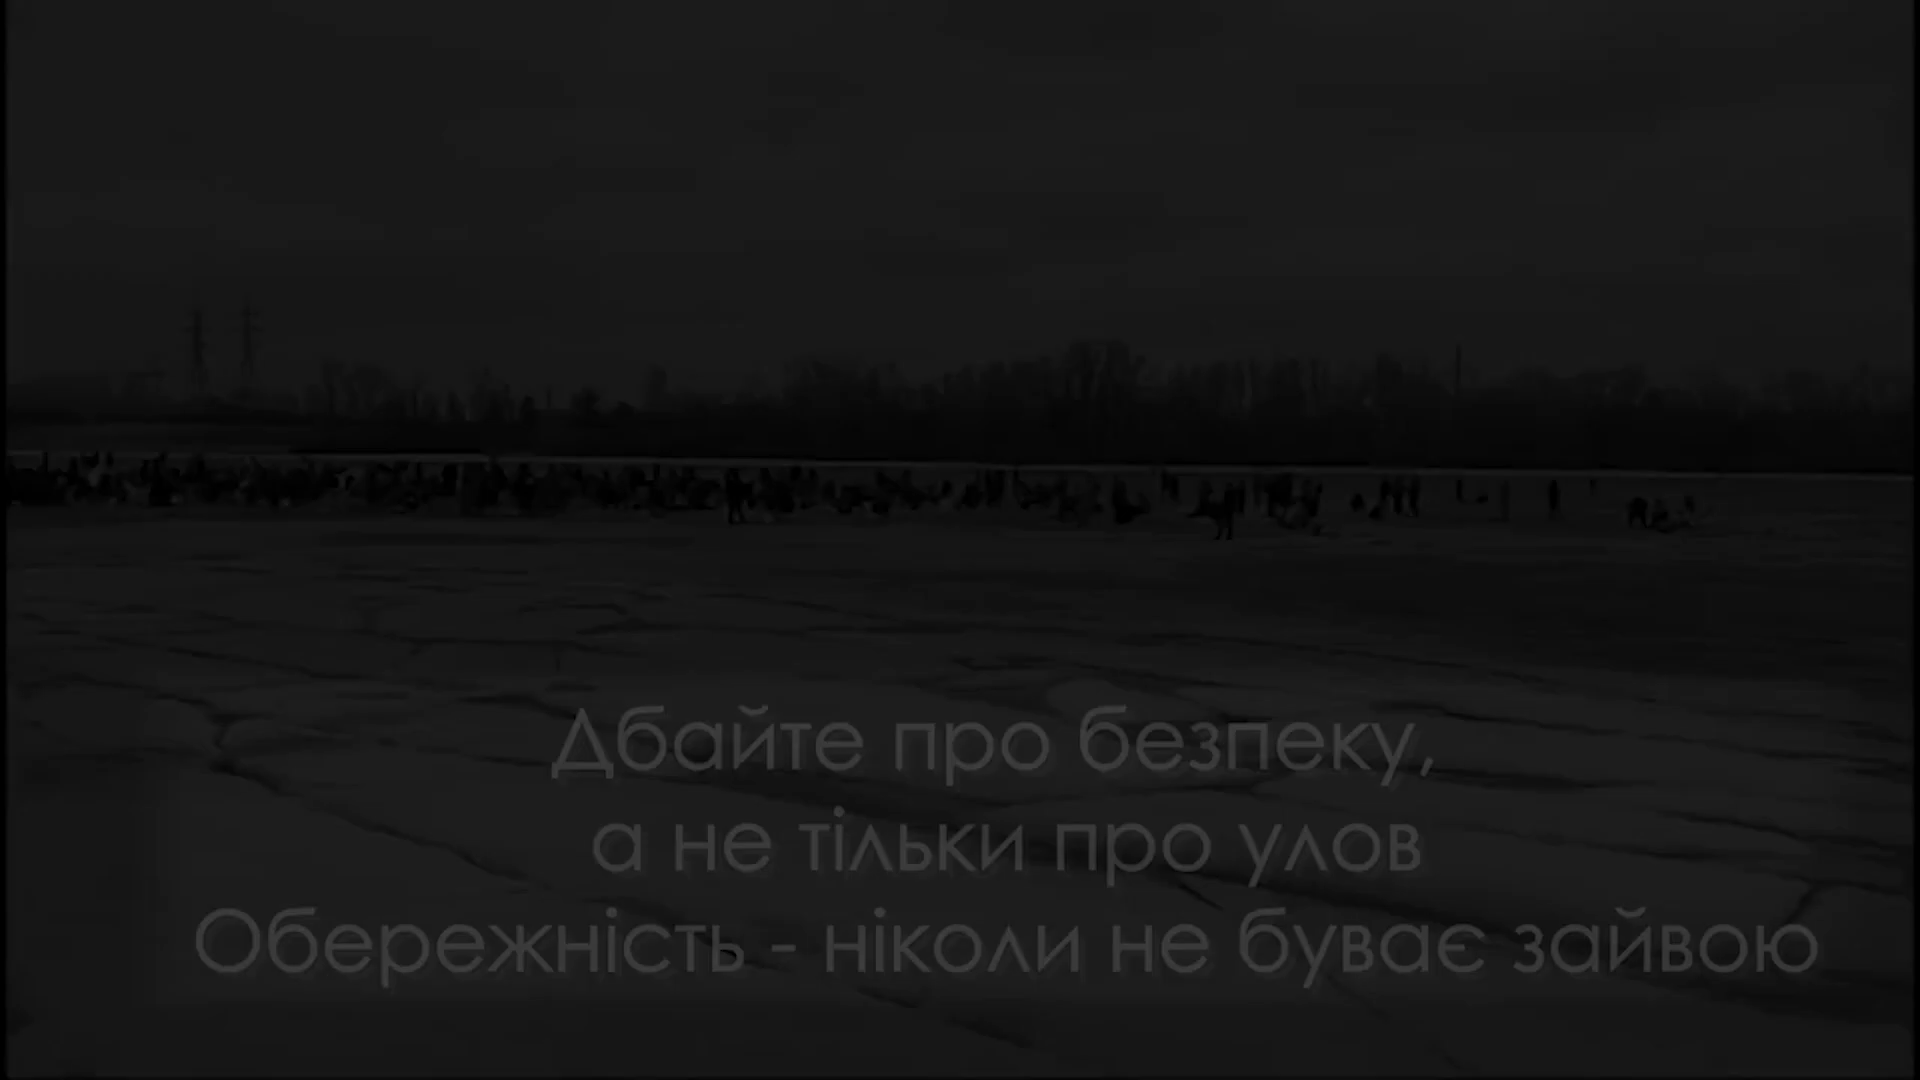 Дбайте про безпеку,
а не тільки про улов
Обережність - ніколи не буває зайвою